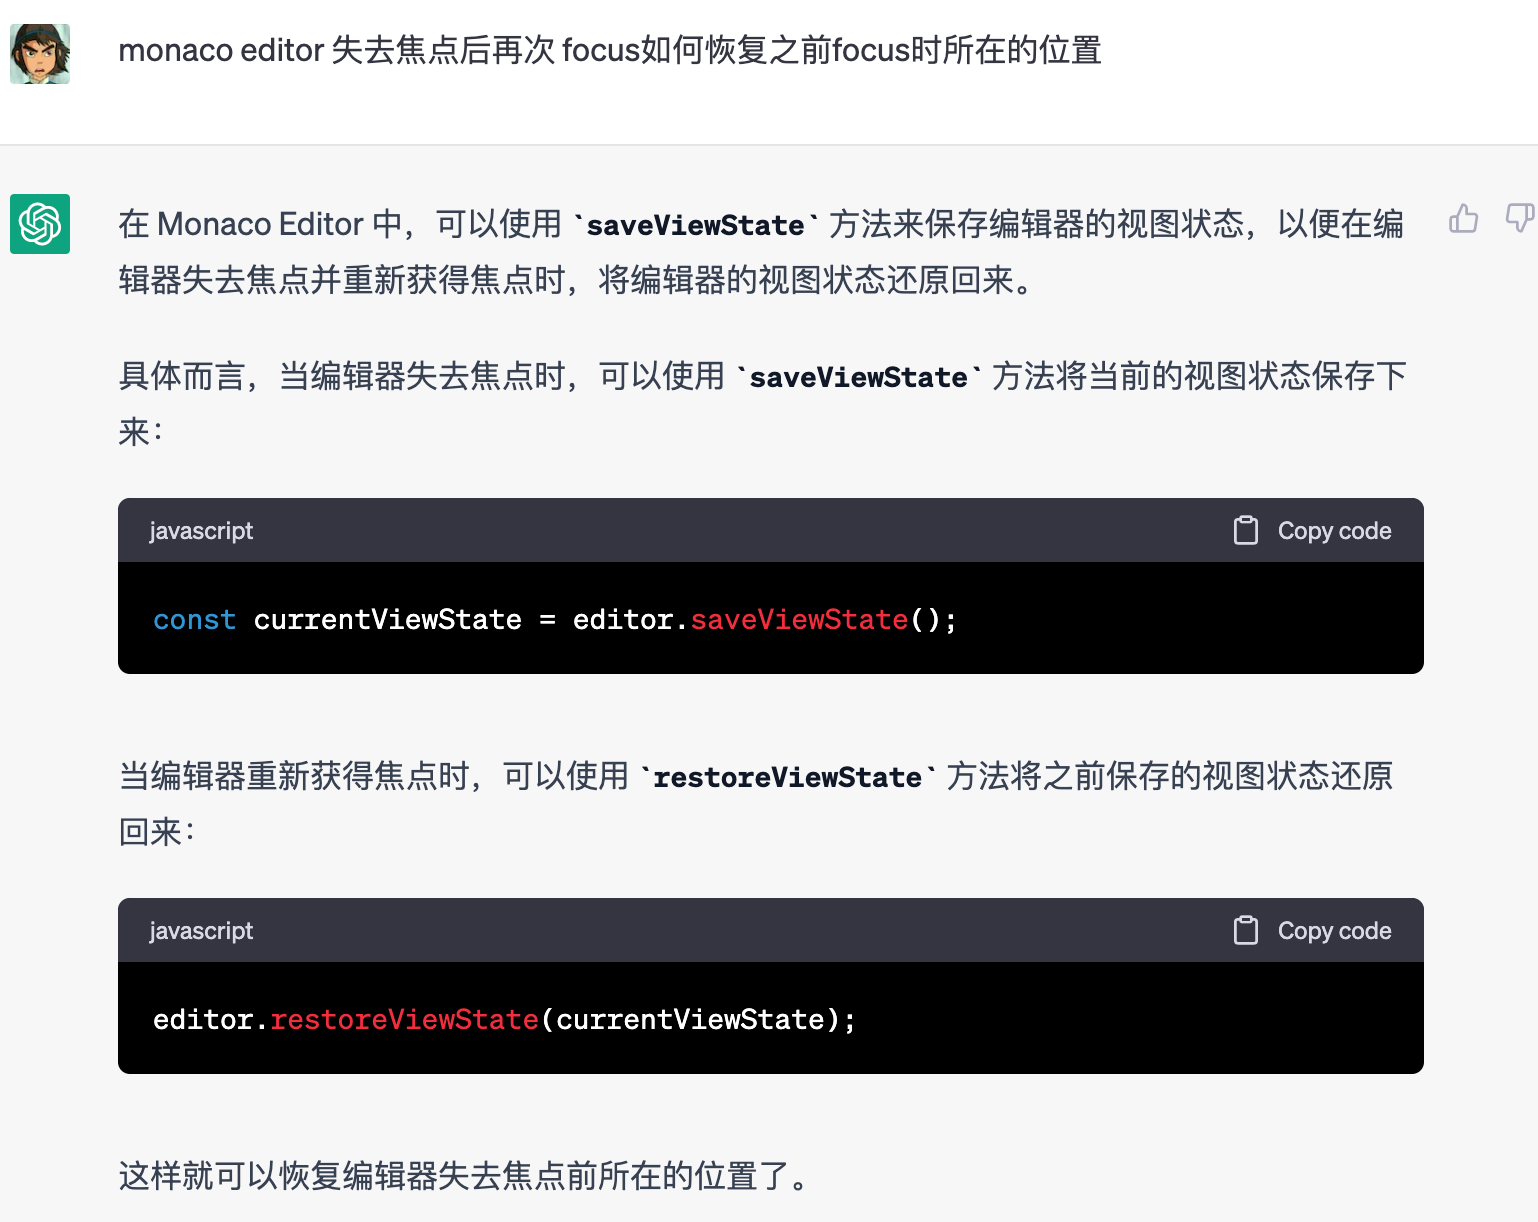 monaco editor 失去焦点后再次 focus如何恢复之前focus时所在的位置
在 Monaco Editor 中，可以使用 `saveViewState` 方法来保存编辑器的视图状态，以便在编
辑器失去焦点并重新获得焦点时，将编辑器的视图状态还原回来。
具体而言，当编辑器失去焦点时，可以使用 `saveViewState` 方法将当前的视图状态保存下
来：
javascript
Copy code
const currentViewState = editor.saveViewState();
当编辑器重新获得焦点时，可以使用 `restoreViewState` 方法将之前保存的视图状态还原
回来：
javascript
Copy code
editor.restoreViewState(currentViewState);
这样就可以恢复编辑器失去焦点前所在的位置了。